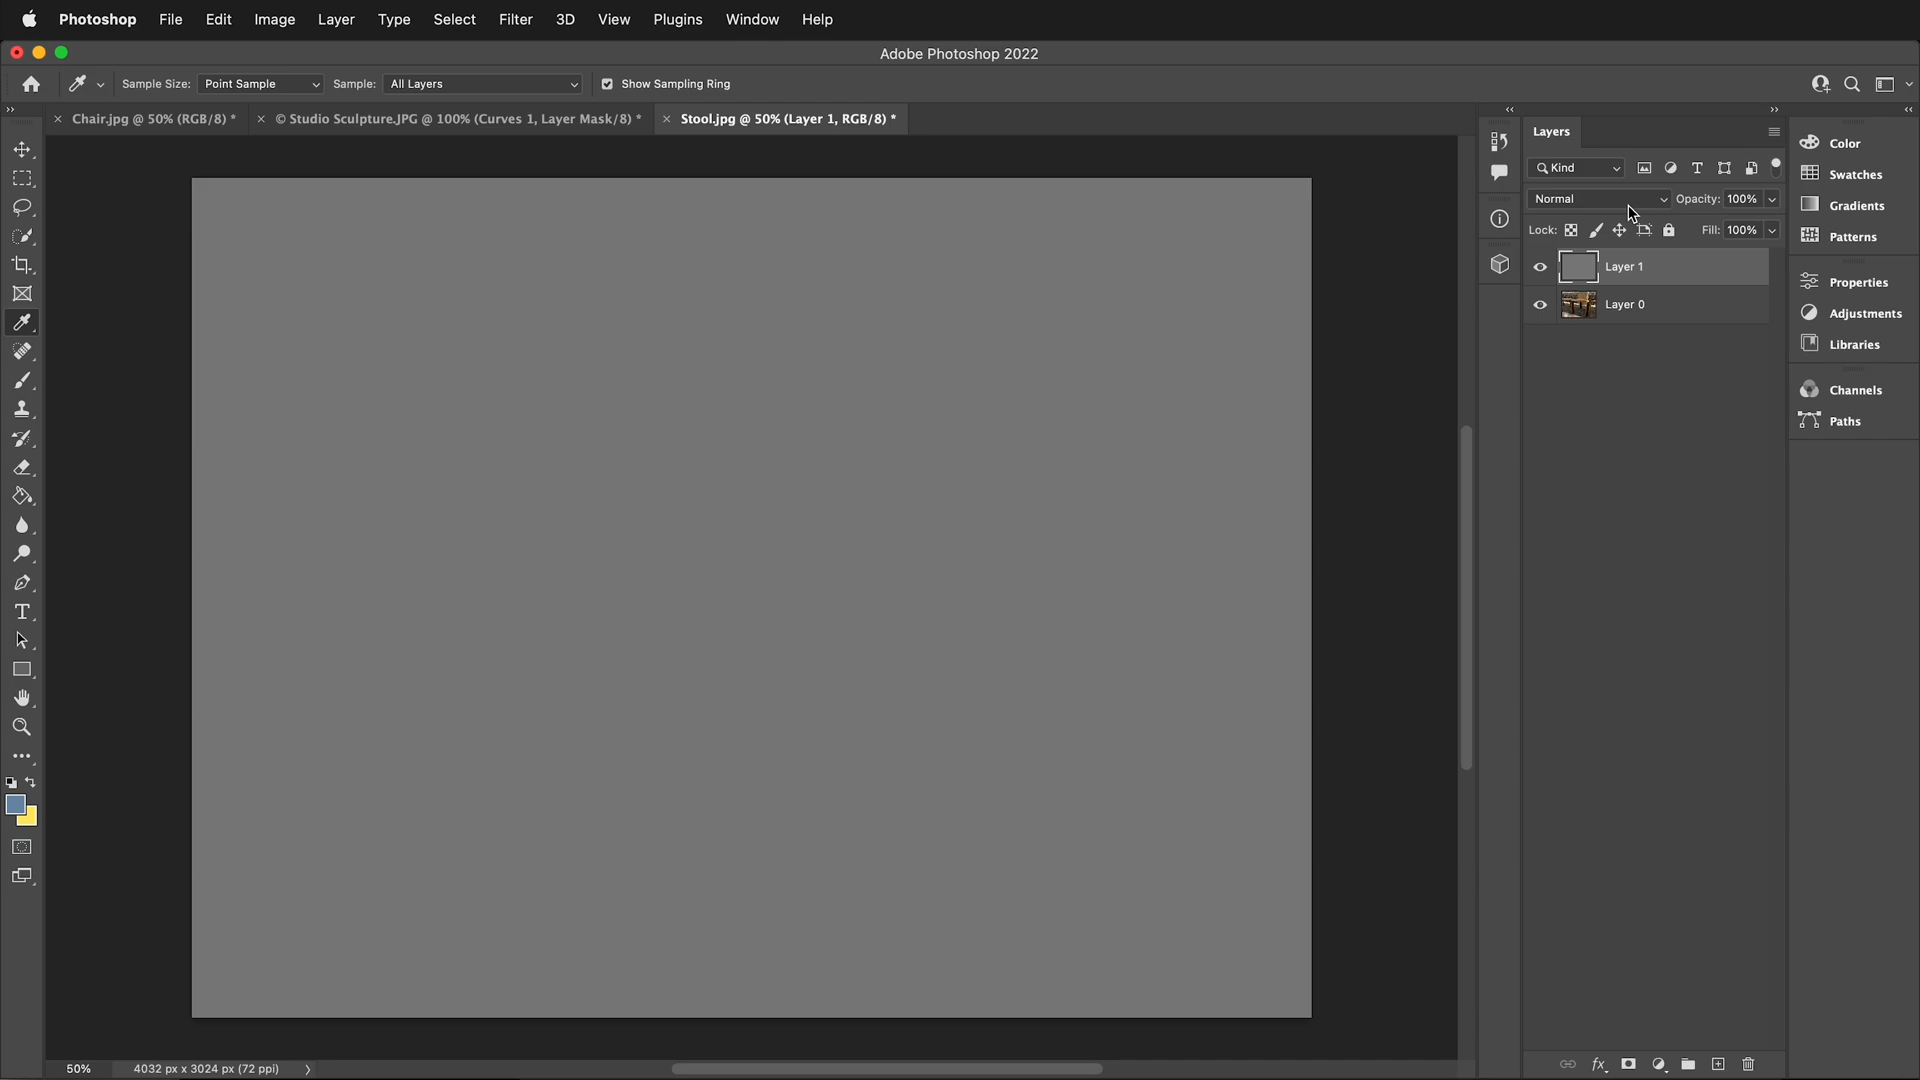 Photoshop File Edit Image Layer Type Select Filter 3D View Plugins Window Help
Adobe Photoshop 2022
Sample Size: Point Sample Sample: All Layers Show Sampling Ring
Chair.jpg @ 50% (RGB/8) * © Studio Sculpture.JPG @ 100% (Curves 1, Layer Mask/8) * Stool.jpg @ 50% (Layer 1, RGB/8) *
Layers
Kind
Normal Opacity: 100%
Lock: Fill: 100%
Layer 1
Layer 0
Color
Swatches
Gradients
Patterns
Properties
Adjustments
Libraries
Channels
Paths
50% 4032 px x 3024 px (72 ppi)